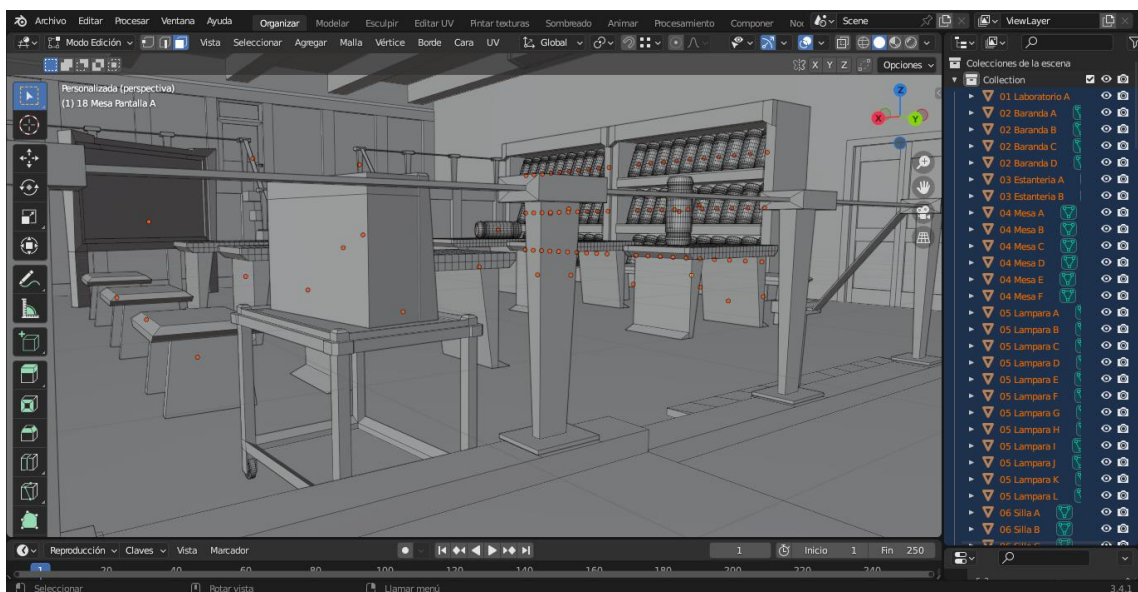 Archivo Editar Procesar Ventana Ayuda Organizar Modelar Esculpir Editar UV Pintar texturas Sombreado Animar Procesamiento Componer Scene ViewLayer
Modo Edición Vista Seleccionar Agregar Malla Vértice Borde Cara UV Global
X Y Z Opciones
Personalizada (perspectiva)
(1) 18 Mesa Pantalla A
Z
X
Y
Colecciones de la escena
Collection
01 Laboratorio A
02 Baranda A
02 Baranda B
02 Baranda C
02 Baranda D
03 Estanteria A
03 Estanteria B
04 Mesa A
04 Mesa B
04 Mesa C
04 Mesa D
04 Mesa E
04 Mesa F
05 Lampara A
05 Lampara B
05 Lampara C
05 Lampara D
05 Lampara E
05 Lampara F
05 Lampara G
05 Lampara H
05 Lampara I
05 Lampara J
05 Lampara K
05 Lampara L
06 Silla A
06 Silla B
Reproducción Claves Vista Marcador 1 Inicio 1 Fin 250
1 20 40 60 80 100 120 140 160 180 200 220 240
Seleccionar Rotar vista Llamar menú 3.4.1